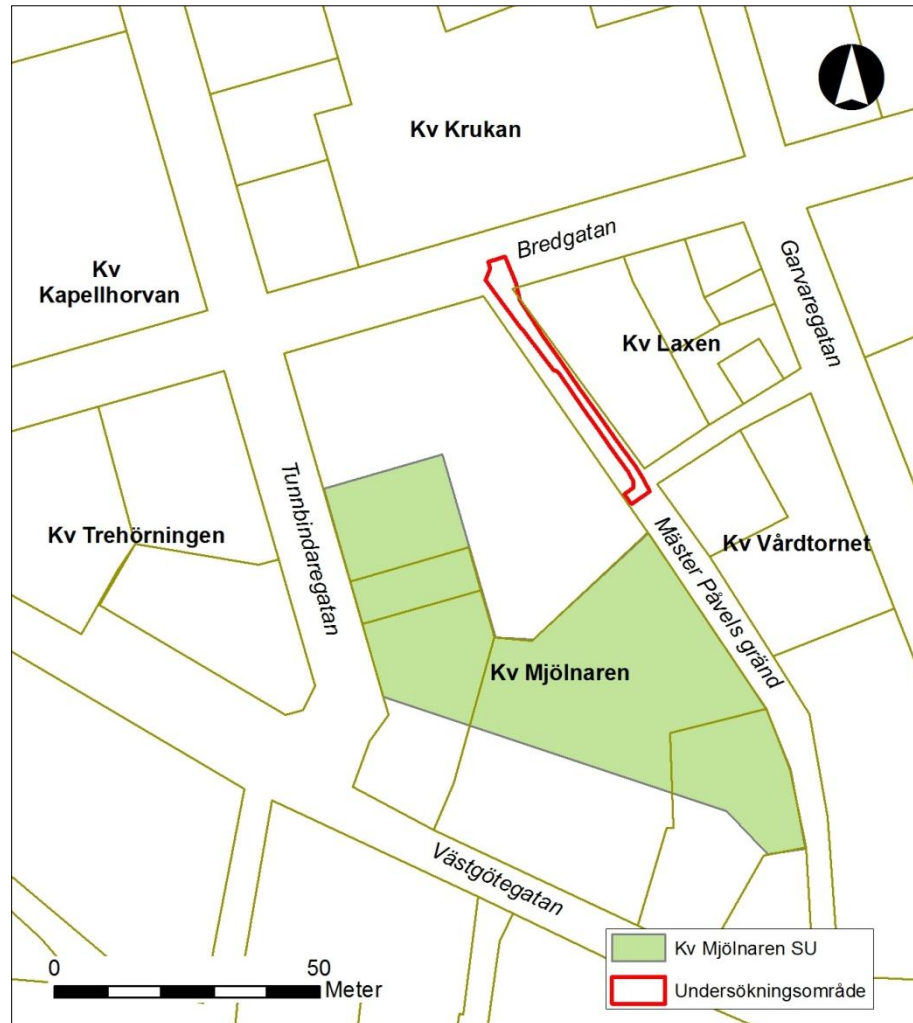 Kv Krukan
Bredgatan
Kv
Kapellhorvan
Garvaregatan
Kv Laxen
Tunnbindaregatan
Kv Trehörningen
Kv Vårdtornet
Mäster Påvels gränd
Kv Mjölnaren
Västgötegatan
0
50
Meter
Kv Mjölnaren SU
Undersökningsområde